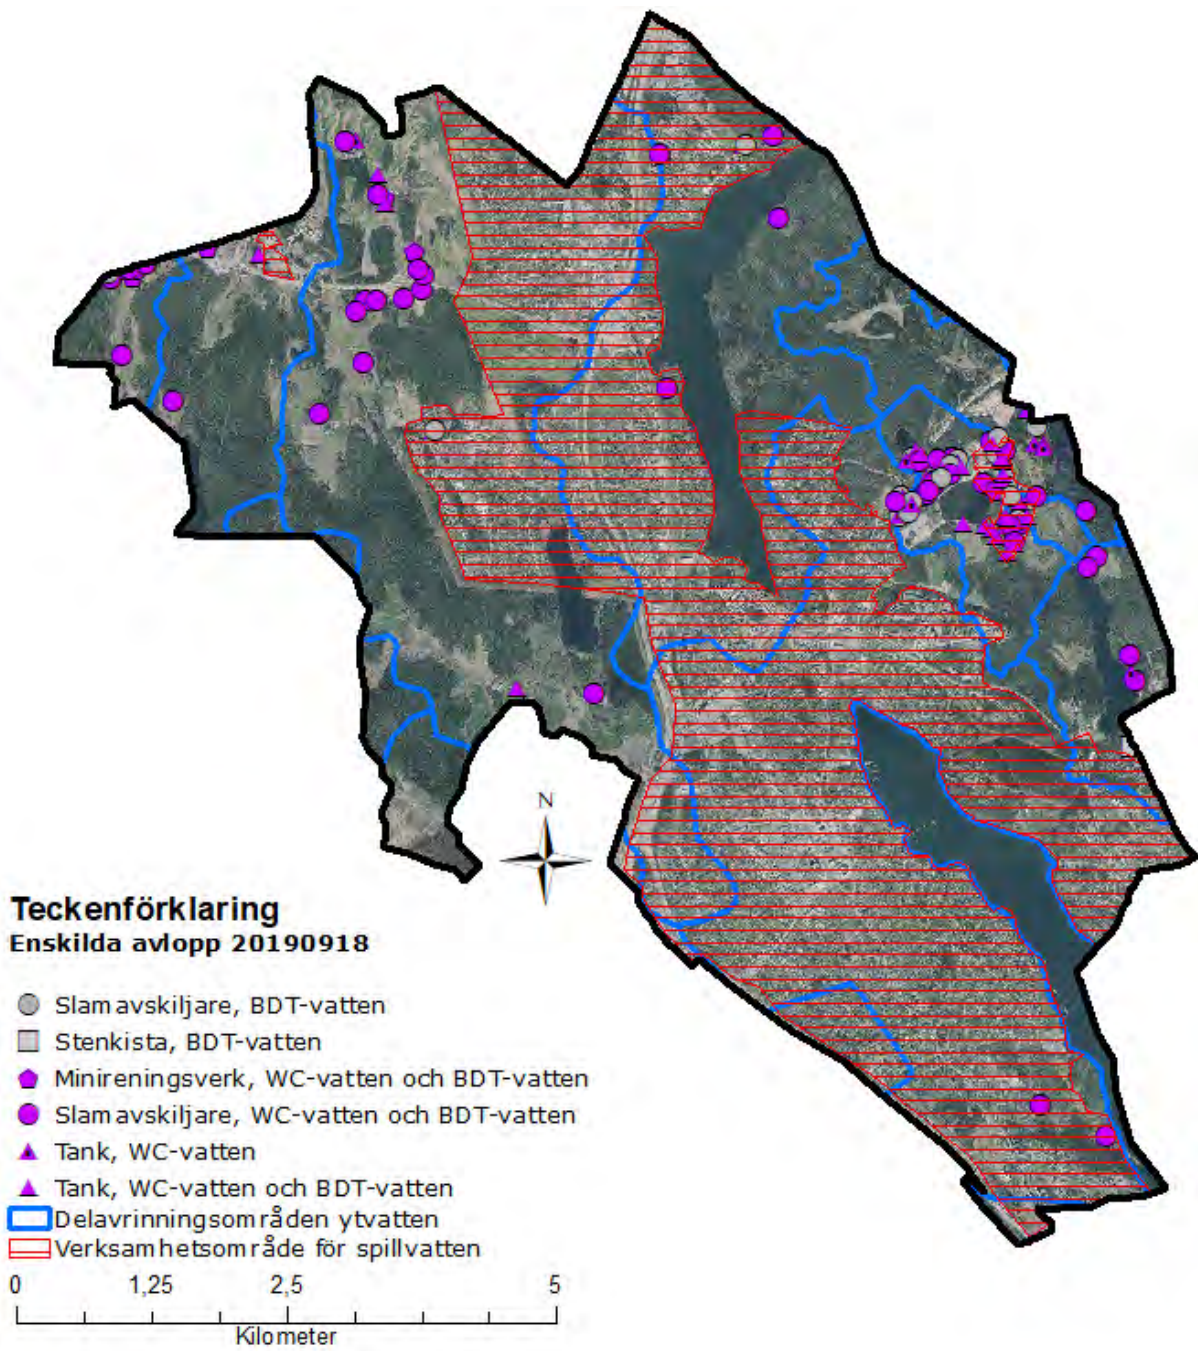 N
Teckenförklaring
Enskilda avlopp 20190918
Slamavskiljare, BDT-vatten
Stenkista, BDT-vatten
Minireningsverk, WC-vatten och BDT-vatten
Slamavskiljare, WC-vatten och BDT-vatten
Tank, WC-vatten
Tank, WC-vatten och BDT-vatten
Delavrinningsområden ytvatten
Verksamhetsområde för spillvatten
0 1,25 2,5 5
Kilometer